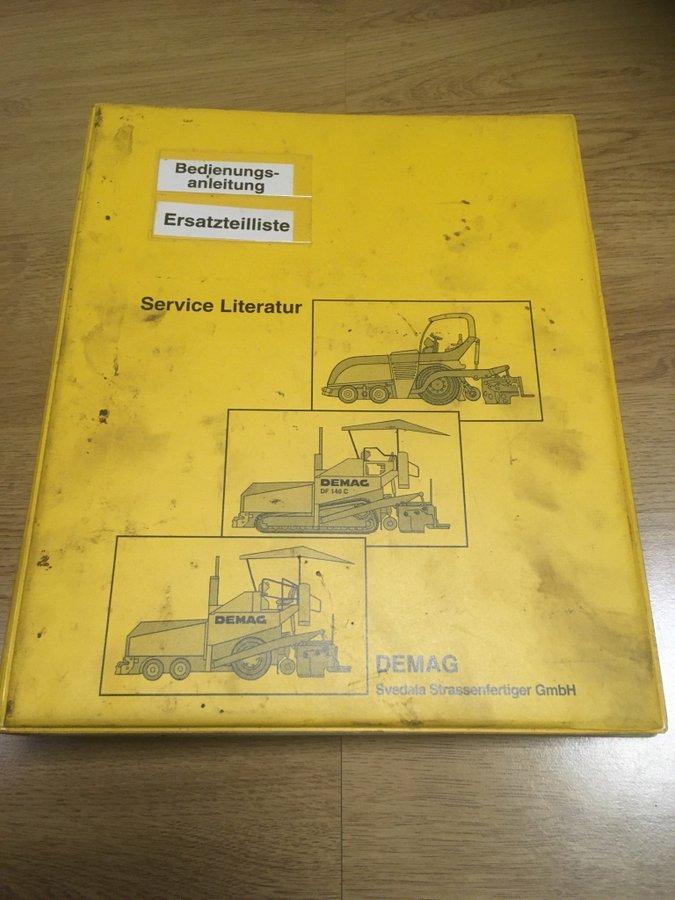 Bedienungs-
anleitung
Ersatzteilliste
Service Literatur
DEMAG
DF 140 C
DEMAG
DEMAG
Svedala Strassenfertiger GmbH